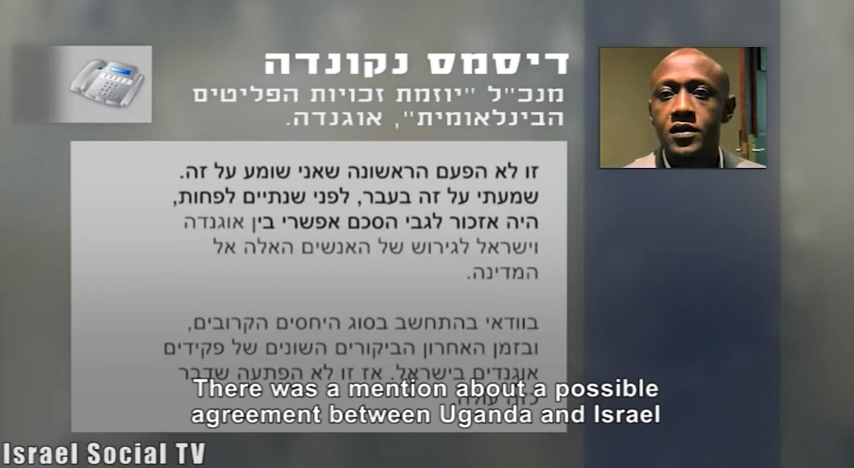 דיסמס נקונדה
מנכ"ל "יוזמת זכויות הפליטים
הבינלאומית", אוגנדה.
זו לא הפעם הראשונה שאני שומע על זה.
שמעתי על זה בעבר, לפני שנתיים לפחות,
היה אזכור לגבי הסכם אפשרי בין אוגנדה
וישראל לגירוש של האנשים האלה אל
המדינה.
בוודאי בהתחשב בסוג היחסים הקרובים,
ובזמן האחרון הביקורים השונים של פקידים
אוגנדים בישראל. אז זו לא הפתעה שדבר
There was a mention about a possible
agreement between Uganda and Israel
Israel Social TV